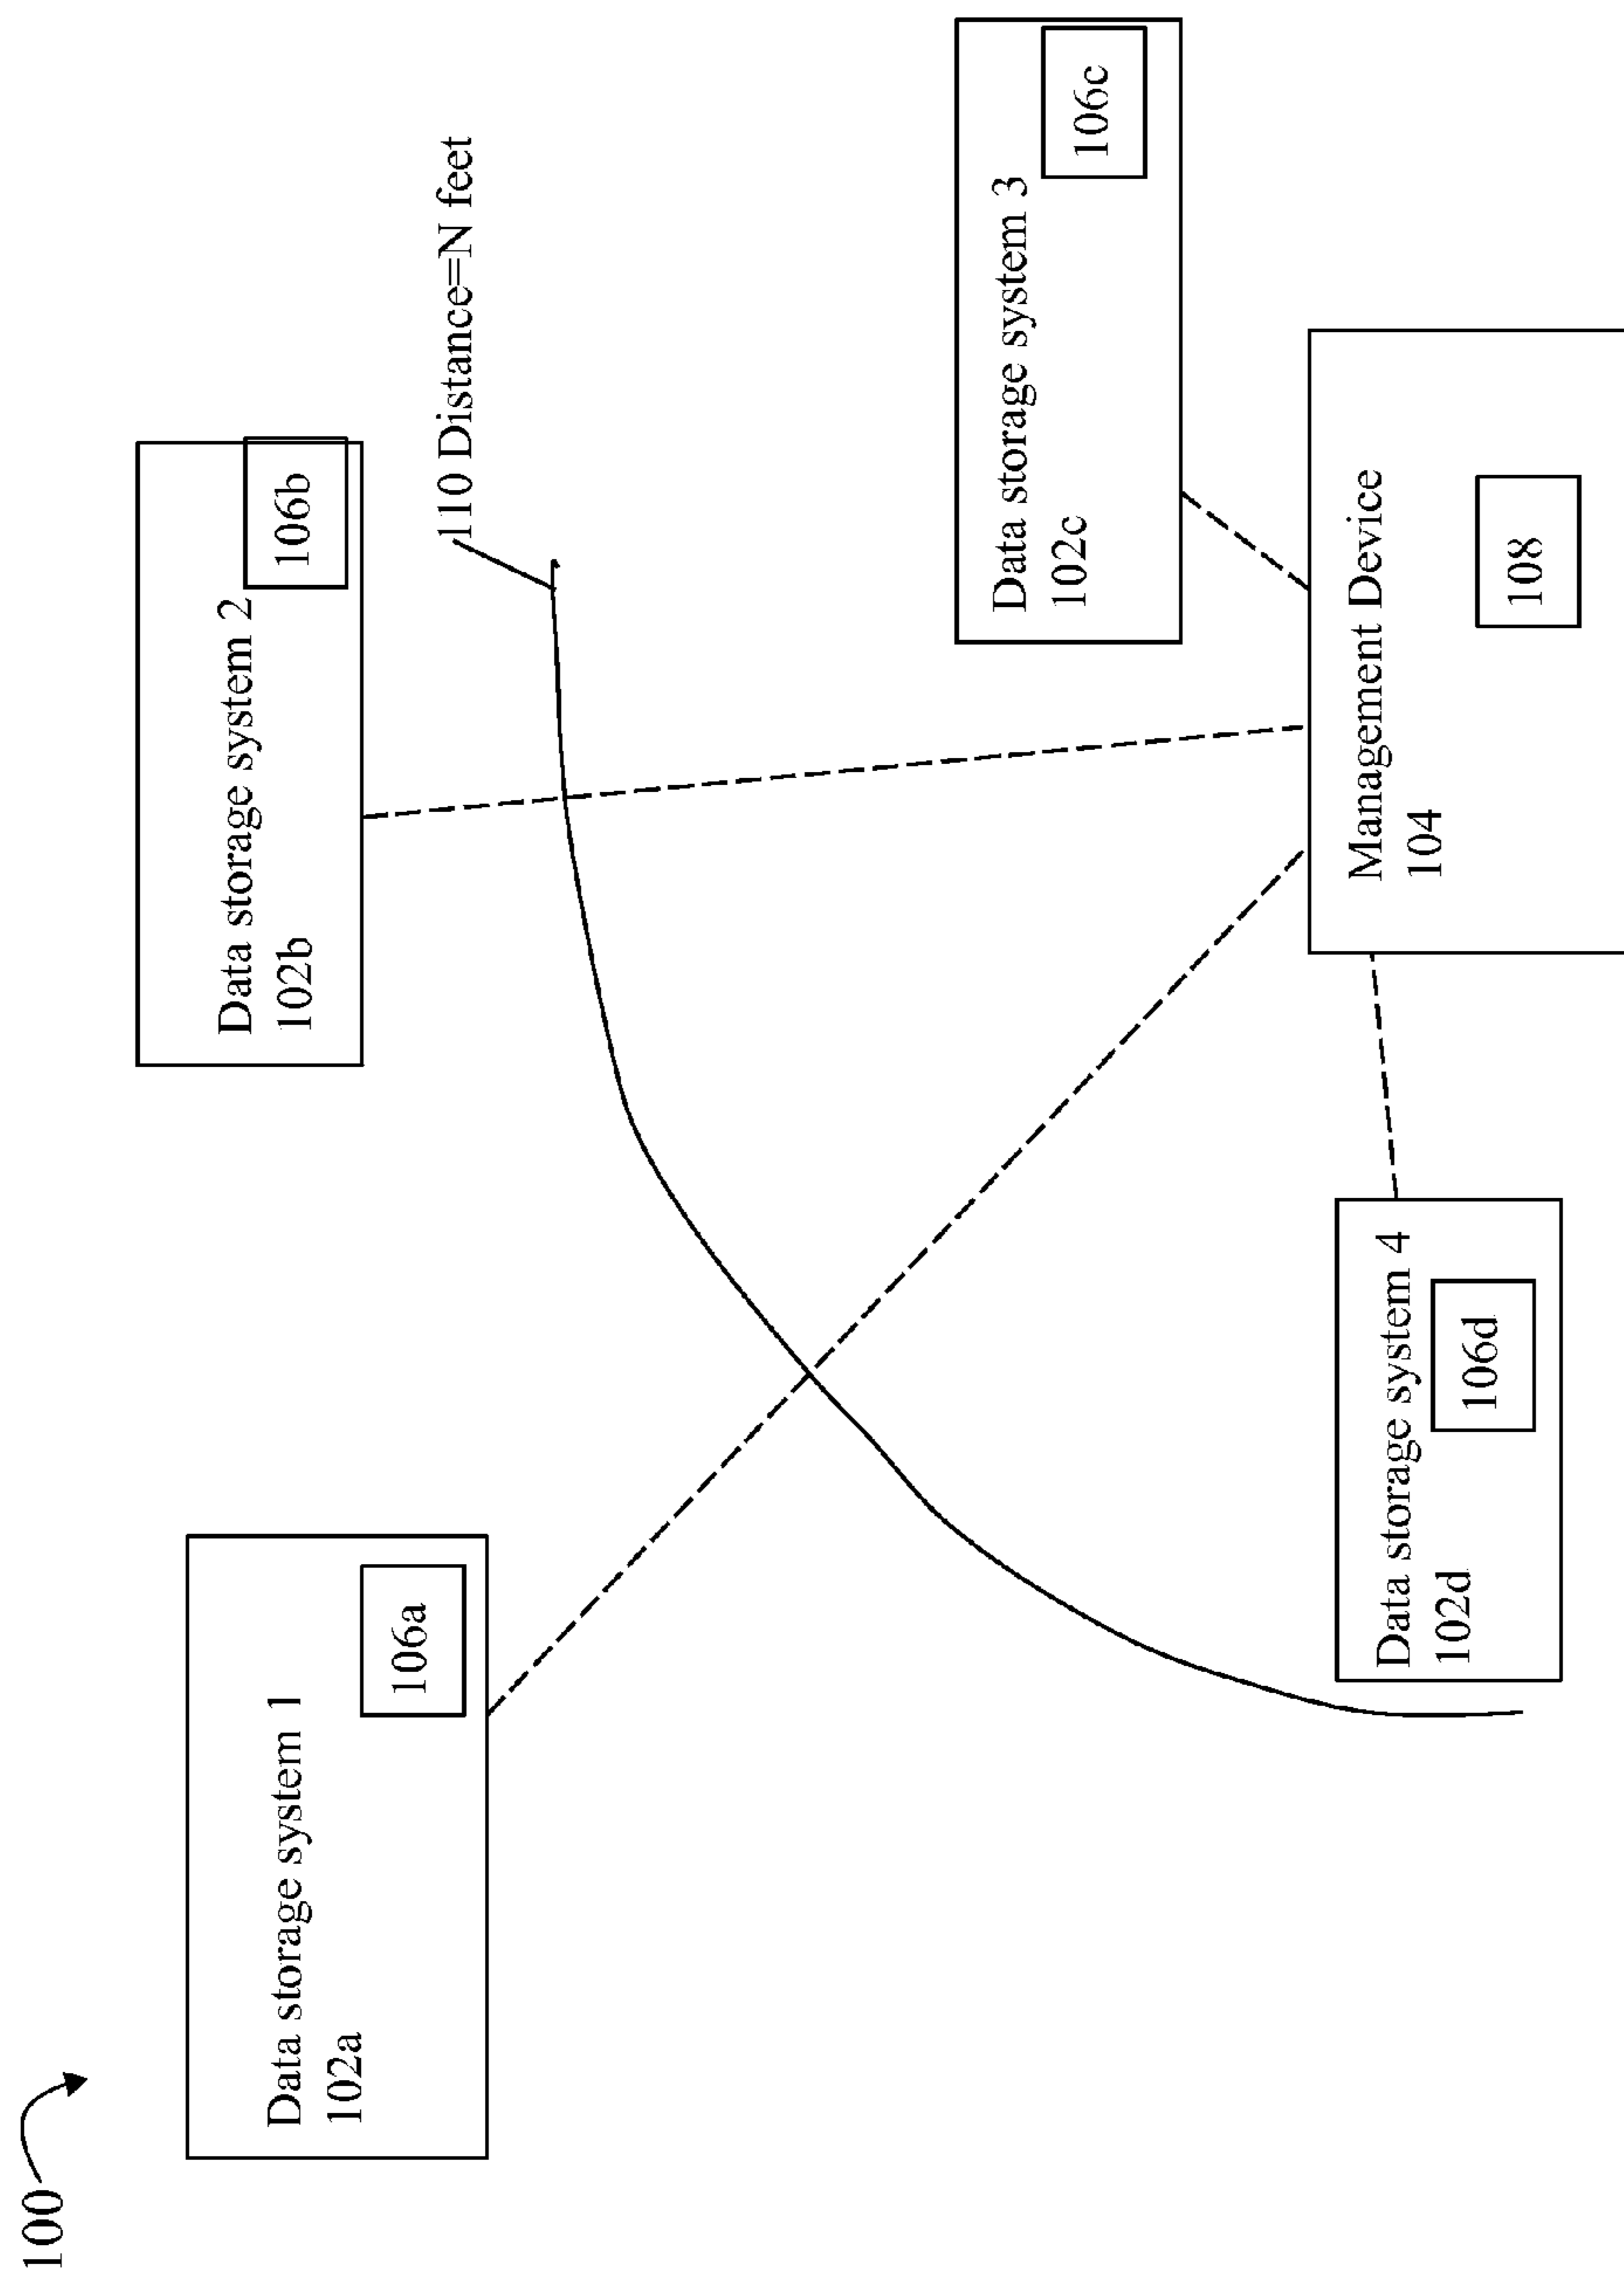 100
Data storage system 1
102a
106a
Data storage system 2
102b
106b
110 Distance=N feet
Data storage system 3
102c
106c
Data storage system 4
102d
106d
Management Device
104
108